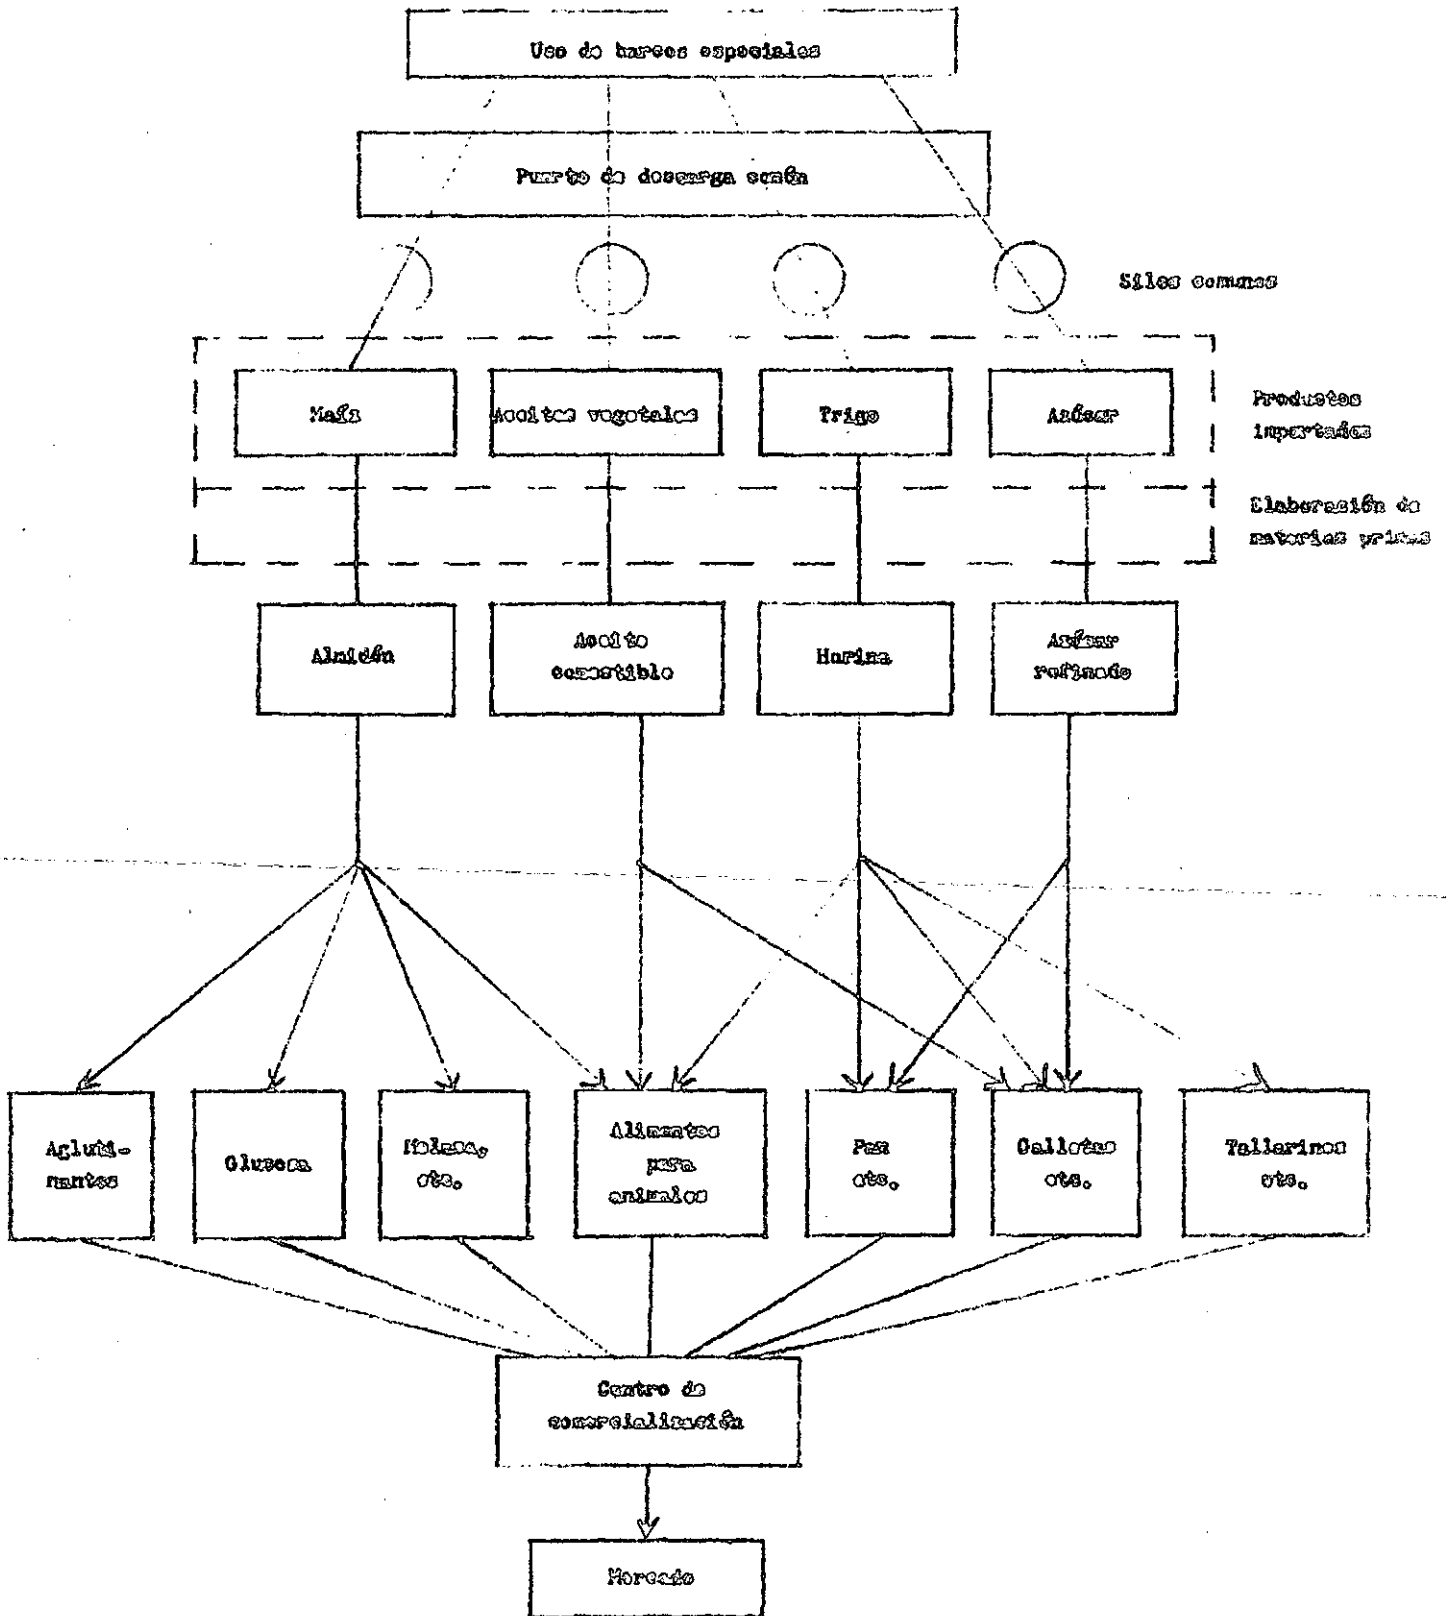 Uso de barcos especiales
Puerto de descarga común
Silos comunes
Maíz
Aceites vegetales
Trigo
Azúcar
Productos
importados
Elaboración de
materias primas
Almidón
Aceite
comestible
Harina
Azúcar
refinado
Agluti-
nantes
Glucosa
Melaza,
etc.
Alimentos
para
animales
Pan
etc.
Galletas
etc.
Tallarines
etc.
Centro de
comercialización
Mercado